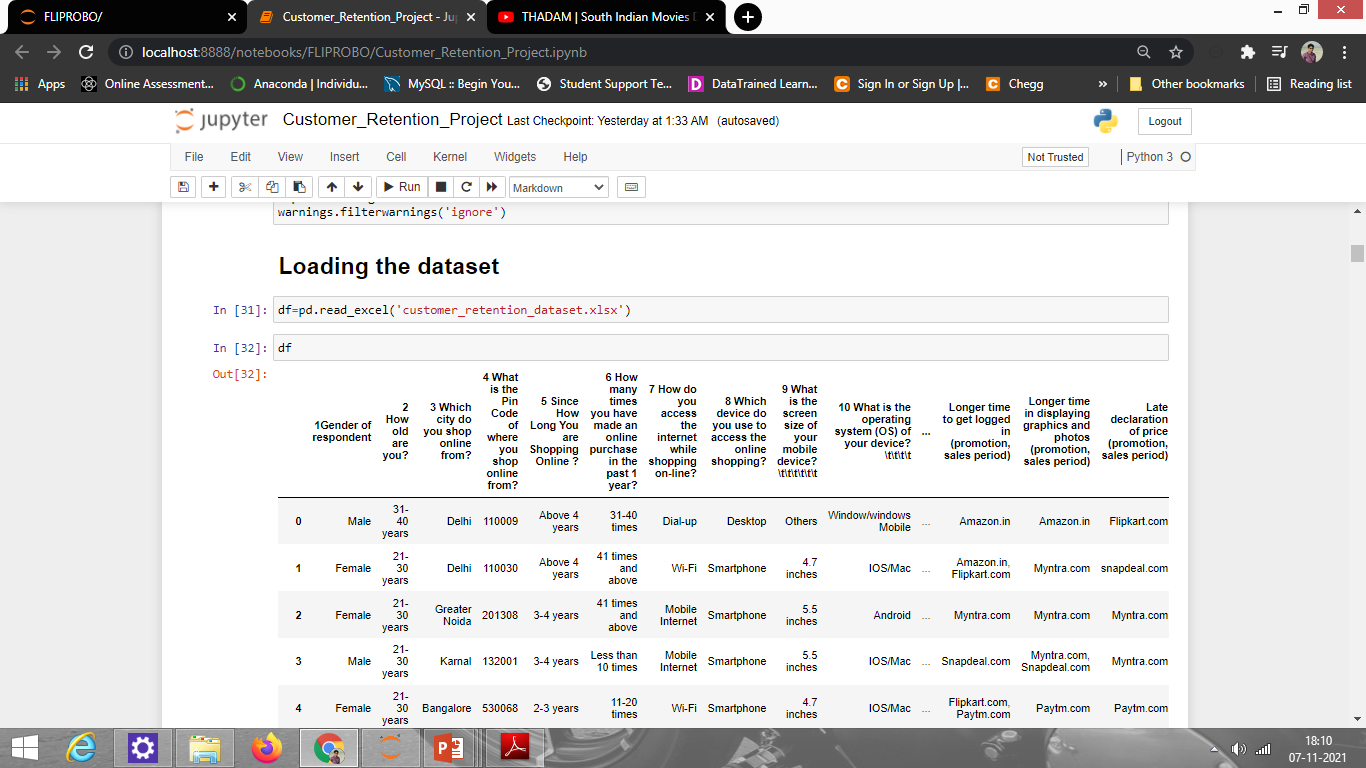 FLIPROBO/
Customer_Retention_Project - Ju
THADAM | South Indian Movies
localhost:8888/notebooks/FLIPROBO/Customer_Retention_Project.ipynb
Apps
Online Assessment...
Anaconda | Individu...
MySQL :: Begin You...
Student Support Te...
DataTrained Learn...
Sign In or Sign Up |...
Chegg
»
Other bookmarks
Reading list
jupyter
Customer_Retention_Project Last Checkpoint: Yesterday at 1:33 AM (autosaved)
Logout
File Edit View Insert Cell Kernel Widgets Help
Not Trusted
Python 3
Run
Markdown
warnings.filterwarnings('ignore')
Loading the dataset
In [31]: df=pd.read_excel('customer_retention_dataset.xlsx')
In [32]: df
Out[32]:
1Gender of
respondent
2
How
old
are
you?
3 Which
city do
you shop
online
from?
4 What
is the
Pin
Code
of
where
you
shop
online
from?
5 Since
How
Long You
are
Shopping
Online ?
6 How
many
times
you have
made an
online
purchase
in the
past 1
year?
7 How do
you
access
the
internet
while
shopping
on-line?
8 Which
device do
you use to
access the
online
shopping?
9 What
is the
screen
size of
your
mobile
device?
\t\t\t\t\t\t
10 What is the
operating
system (OS) of
your device?
\t\t\t\t
...
Longer time
to get logged
in
(promotion,
sales period)
Longer time
in displaying
graphics and
photos
(promotion,
sales period)
Late
declaration
of price
(promotion,
sales period)
0
Male
31-
40
years
Delhi
110009
Above 4
years
31-40
times
Dial-up
Desktop
Others
Window/windows
Mobile
...
Amazon.in
Amazon.in
Flipkart.com
1
Female
21-
30
years
Delhi
110030
Above 4
years
41 times
and
above
Wi-Fi
Smartphone
4.7
inches
IOS/Mac
...
Amazon.in,
Flipkart.com
Myntra.com
snapdeal.com
2
Female
21-
30
years
Greater
Noida
201308
3-4 years
41 times
and
above
Mobile
Internet
Smartphone
5.5
inches
Android
...
Myntra.com
Myntra.com
Myntra.com
3
Male
21-
30
years
Karnal
132001
3-4 years
Less than
10 times
Mobile
Internet
Smartphone
5.5
inches
IOS/Mac
...
Snapdeal.com
Myntra.com,
Snapdeal.com
Myntra.com
4
Female
21-
30
years
Bangalore
530068
2-3 years
11-20
times
Wi-Fi
Smartphone
4.7
inches
IOS/Mac
...
Flipkart.com,
Paytm.com
Paytm.com
Paytm.com
18:10
07-11-2021